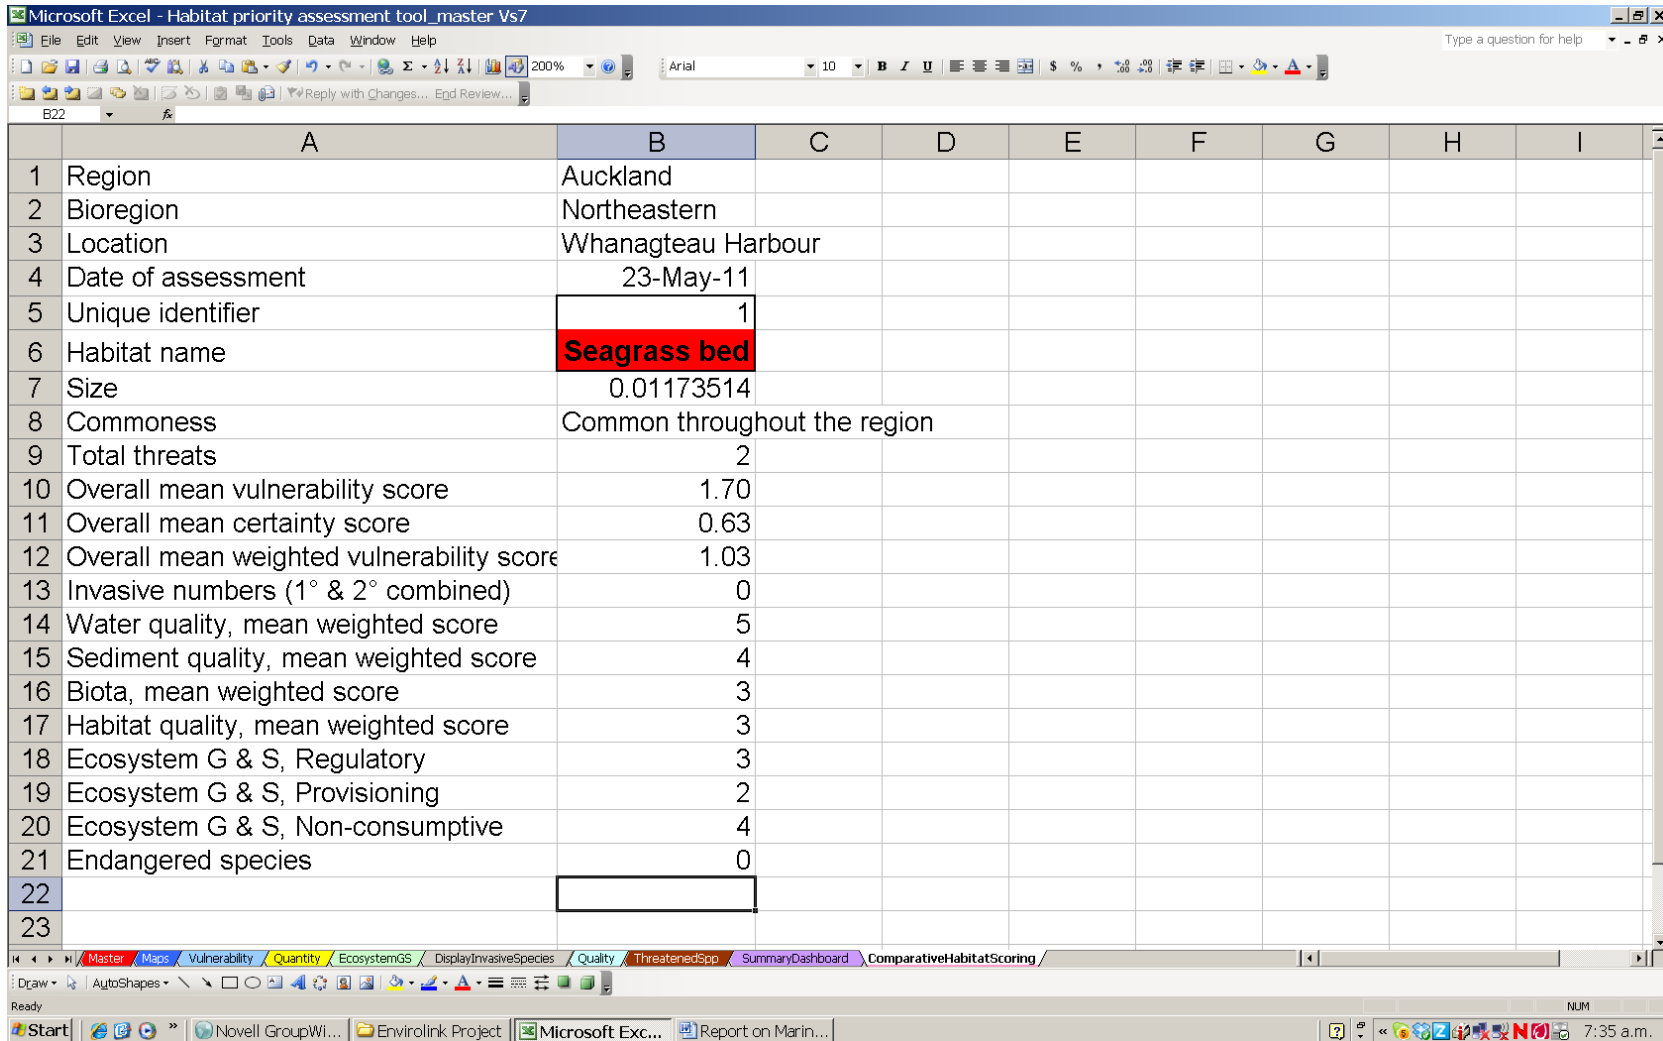 Microsoft Excel - Habitat priority assessment tool_master Vs7
File Edit View Insert Format Tools Data Window Help Type a question for help
200% Arial 10 B I U $ % ,
Reply with Changes... End Review...
B22 fx
A B C D E F G H I
1 Region Auckland
2 Bioregion Northeastern
3 Location Whanagteau Harbour
4 Date of assessment 23-May-11
5 Unique identifier 1
6 Habitat name Seagrass bed
7 Size 0.01173514
8 Commoness Common throughout the region
9 Total threats 2
10 Overall mean vulnerability score 1.70
11 Overall mean certainty score 0.63
12 Overall mean weighted vulnerability score 1.03
13 Invasive numbers (1° & 2° combined) 0
14 Water quality, mean weighted score 5
15 Sediment quality, mean weighted score 4
16 Biota, mean weighted score 3
17 Habitat quality, mean weighted score 3
18 Ecosystem G & S, Regulatory 3
19 Ecosystem G & S, Provisioning 2
20 Ecosystem G & S, Non-consumptive 4
21 Endangered species 0
22
23
Master Maps Vulnerability Quantity EcosystemGS DisplayInvasiveSpecies Quality ThreatenedSpp SummaryDashboard ComparativeHabitatScoring
Draw AutoShapes
Ready NUM
Start Novell GroupWi... Envirolink Project Microsoft Exc... Report on Marin... 7:35 a.m.